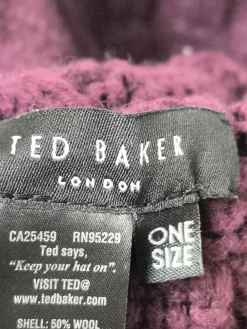 TED BAKER
LONDON
CA25459 RN95229
Ted says,
"Keep your hat on".
VISIT TED@
www.tedbaker.com
SHELL: 50% WOOL
ONE
SIZE